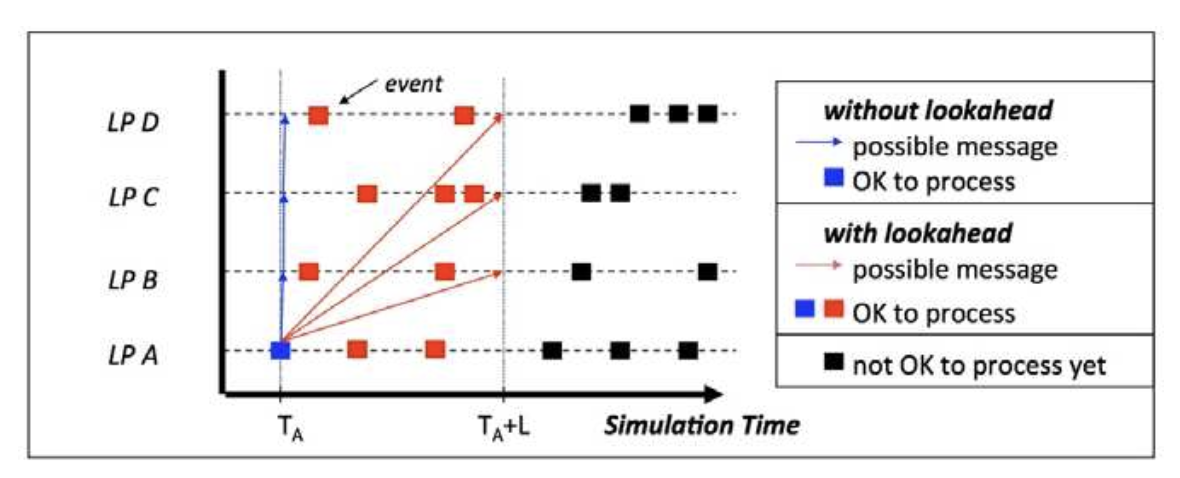 event
LP D
LP C
LP B
LP A
T_A
T_A+L
Simulation Time
without lookahead
possible message
OK to process
with lookahead
possible message
OK to process
not OK to process yet